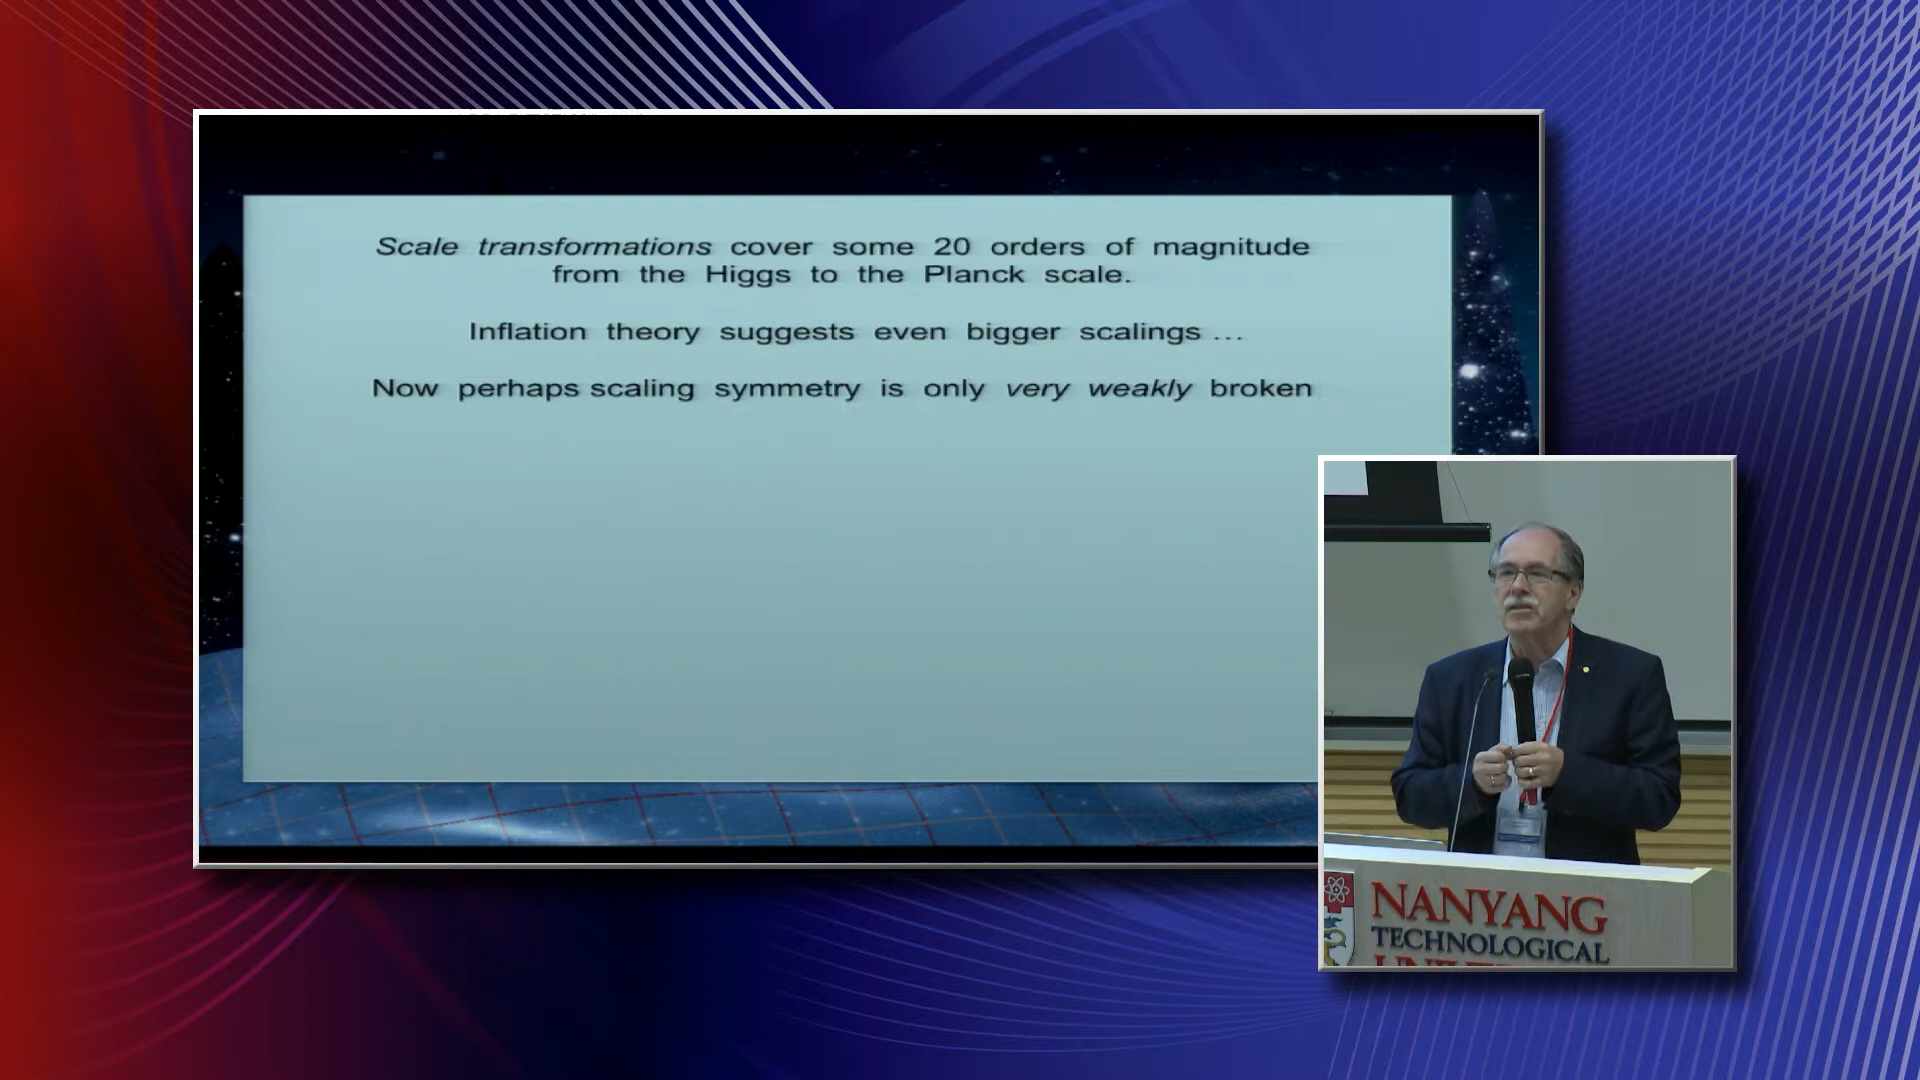 Scale transformations cover some 20 orders of magnitude
from the Higgs to the Planck scale.
Inflation theory suggests even bigger scalings ...
Now perhaps scaling symmetry is only very weakly broken
NANYANG
TECHNOLOGICAL